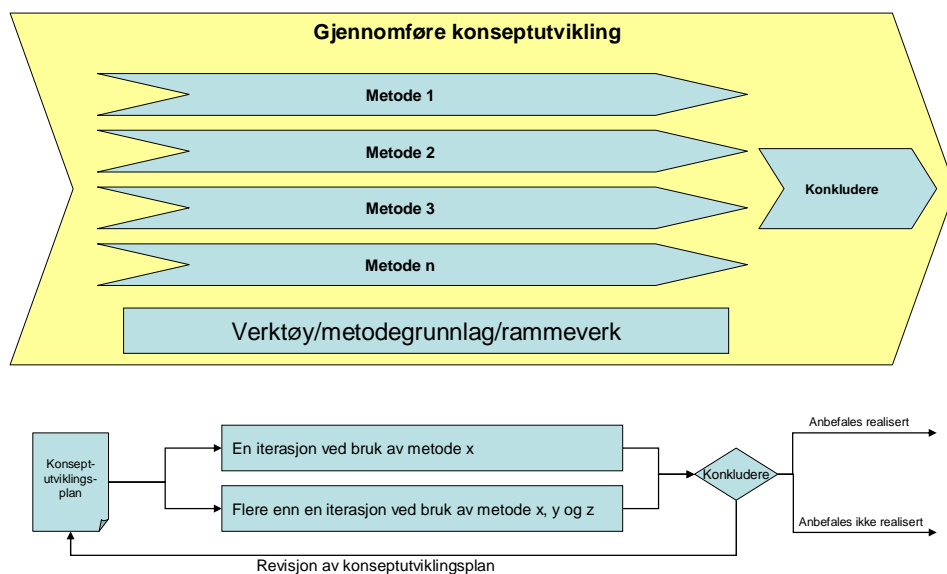 Gjennomføre konseptutvikling
Metode 1
Metode 2
Metode 3
Metode n
Konkludere
Verktøy/metodegrunnlag/rammeverk
Konsept-
utviklings-
plan
En iterasjon ved bruk av metode x
Flere enn en iterasjon ved bruk av metode x, y og z
Konkludere
Anbefales realisert
Anbefales ikke realisert
Revisjon av konseptutviklingsplan